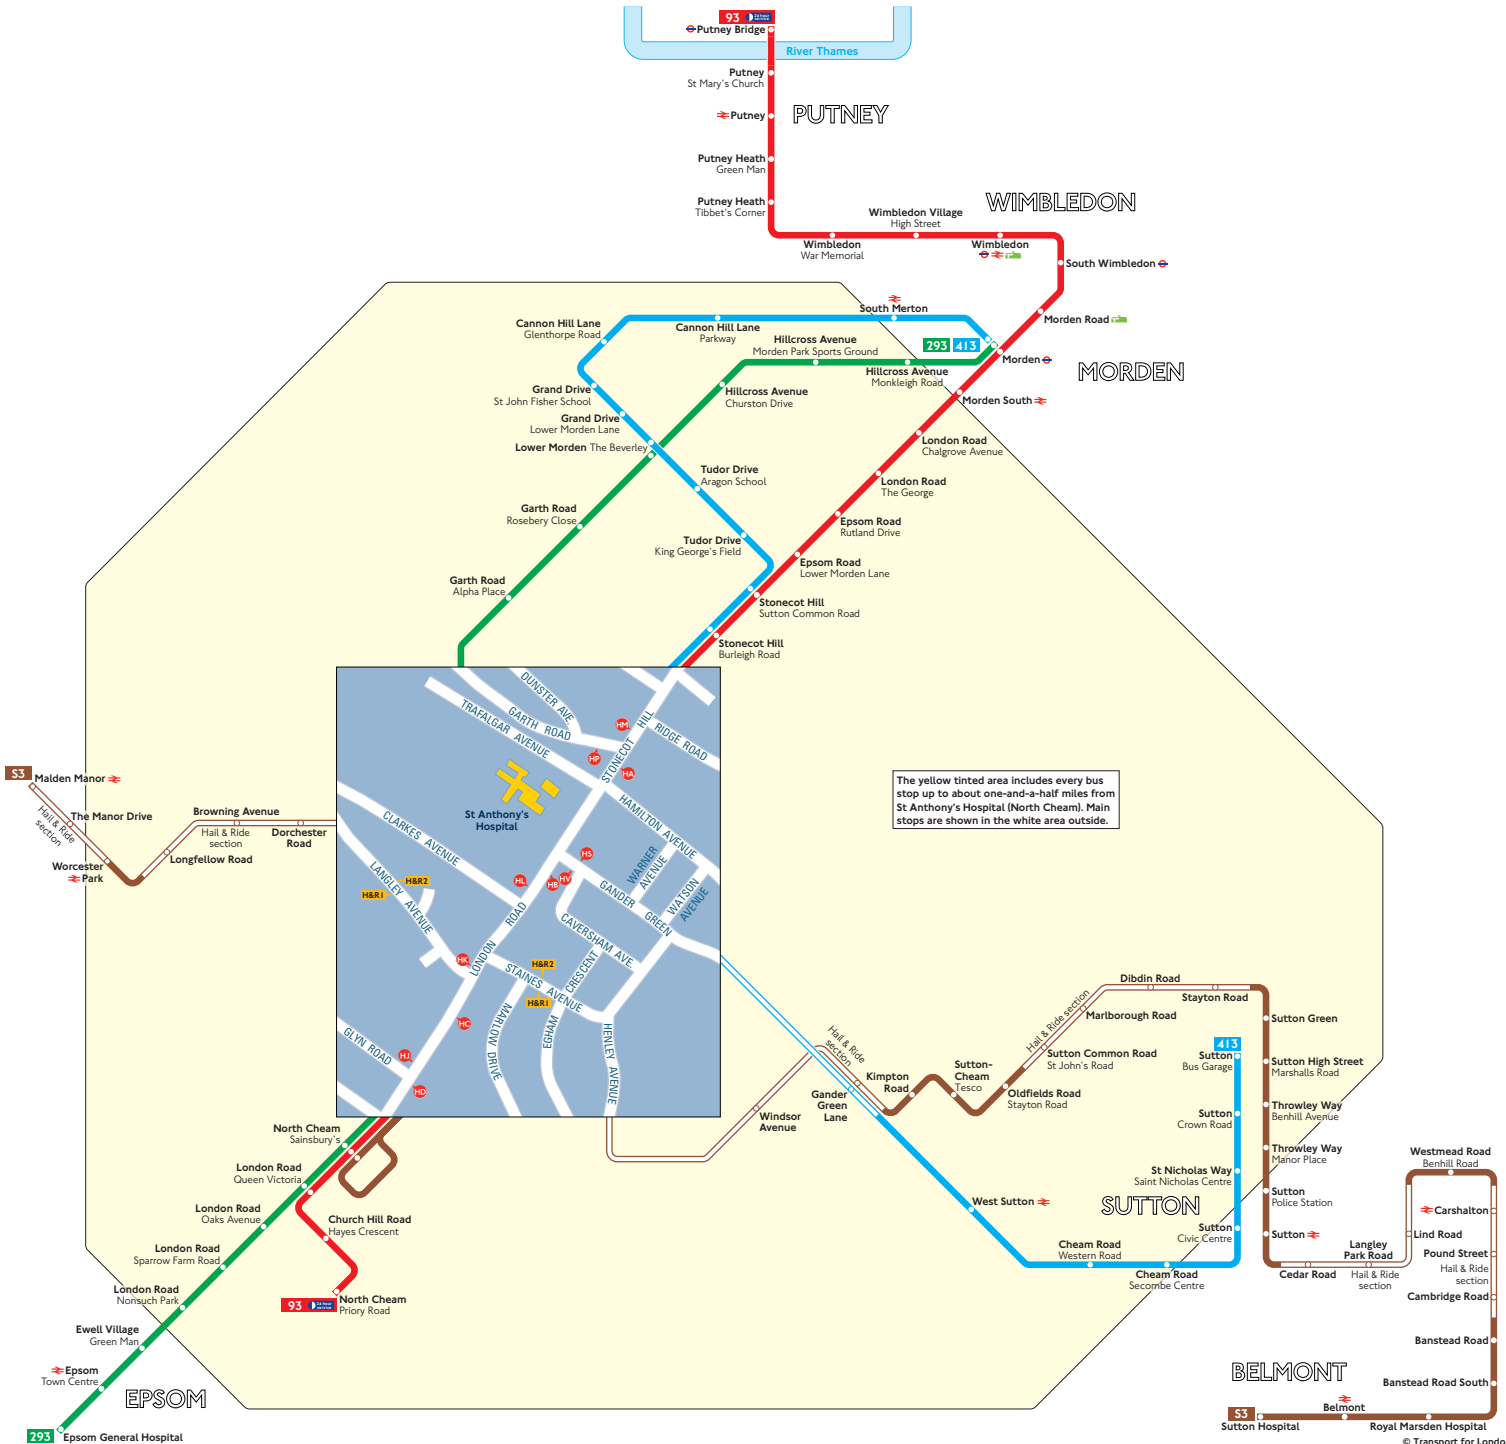 93 24 hour service
Putney Bridge
River Thames
Putney
St Mary's Church
PUTNEY
Putney
Putney Heath
Green Man
Putney Heath
Tibbet's Corner
WIMBLEDON
Wimbledon Village
High Street
Wimbledon
War Memorial
Wimbledon
South Wimbledon
Morden Road
South Merton
Cannon Hill Lane
Glenthorpe Road
Cannon Hill Lane
Parkway
Hillcross Avenue
Morden Park Sports Ground
293 413
Morden
MORDEN
Hillcross Avenue
Monkleigh Road
Morden South
Grand Drive
St John Fisher School
Hillcross Avenue
Churston Drive
Grand Drive
Lower Morden Lane
Lower Morden The Beverley
London Road
Chalgrove Avenue
Tudor Drive
Aragon School
London Road
The George
Garth Road
Rosebery Close
Epsom Road
Rutland Drive
Tudor Drive
King George's Field
Epsom Road
Lower Morden Lane
Garth Road
Alpha Place
Stonecot Hill
Sutton Common Road
Stonecot Hill
Burleigh Road
DUNSTER AVE.
GARTH ROAD
TRAFALGAR AVENUE
STONECOT HILL
RIDGE ROAD
HM
HP
HA
St Anthony's
Hospital
HAMILTON AVENUE
CLARKES AVENUE
LANGLEY AVENUE
H&R2
H&R1
HS
HL
HB
HV
WARNER
AVENUE
WATSON
AVENUE
GANDER GREEN
LONDON ROAD
CAVERSHAM AVE.
HK
STAINES AVENUE
H&R2
H&R1
EGHAM CRESCENT
MARLOW DRIVE
HENLEY AVENUE
HC
GLYN ROAD
HJ
HD
The yellow tinted area includes every bus
stop up to about one-and-a-half miles from
St Anthony's Hospital (North Cheam). Main
stops are shown in the white area outside.
S3
Malden Manor
The Manor Drive
Hail & Ride
section
Worcester
Park
Longfellow Road
Browning Avenue
Hail & Ride
section
Dorchester
Road
Windsor
Avenue
Hail & Ride
section
Gander
Green
Lane
Kimpton
Road
Sutton-
Cheam
Tesco
Oldfields Road
Stayton Road
Sutton Common Road
St John's Road
Hail & Ride section
Marlborough Road
Dibdin Road
Stayton Road
Sutton Green
413
Sutton
Bus Garage
Sutton High Street
Marshalls Road
Sutton
Crown Road
Throwley Way
Benhill Avenue
St Nicholas Way
Saint Nicholas Centre
Throwley Way
Manor Place
SUTTON
Sutton
Police Station
Sutton
Civic Centre
Sutton
West Sutton
Cheam Road
Western Road
Cheam Road
Secombe Centre
Cedar Road
Langley
Park Road
Hail & Ride
section
Lind Road
Westmead Road
Benhill Road
Carshalton
Pound Street
Hail & Ride
section
Cambridge Road
Banstead Road
Banstead Road South
BELMONT
S3
Sutton Hospital
Belmont
Royal Marsden Hospital
North Cheam
Sainsbury's
London Road
Queen Victoria
London Road
Oaks Avenue
Church Hill Road
Hayes Crescent
London Road
Sparrow Farm Road
London Road
Nonsuch Park
93 24 hour service
North Cheam
Priory Road
Ewell Village
Green Man
Epsom
Town Centre
EPSOM
293
Epsom General Hospital
© Transport for Londo